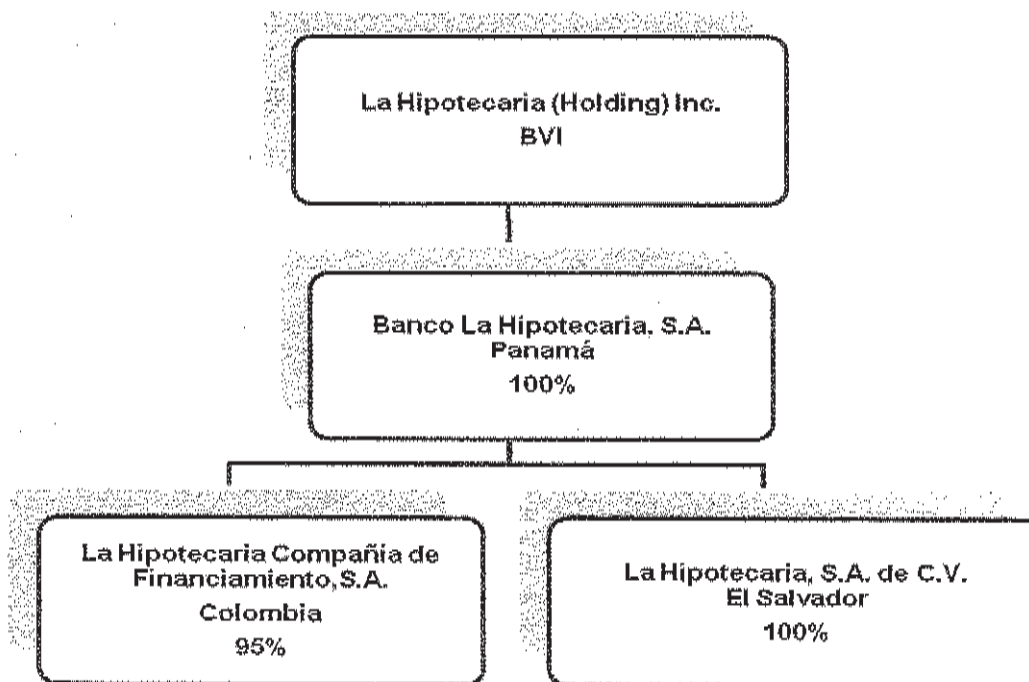 La Hipotecaria (Holding) Inc.
BVI
Banco La Hipotecaria, S.A.
Panamá
100%
La Hipotecaria Compañia de
Financiamiento, S.A.
Colombia
95%
La Hipotecaria, S.A. de C.V.
El Salvador
100%